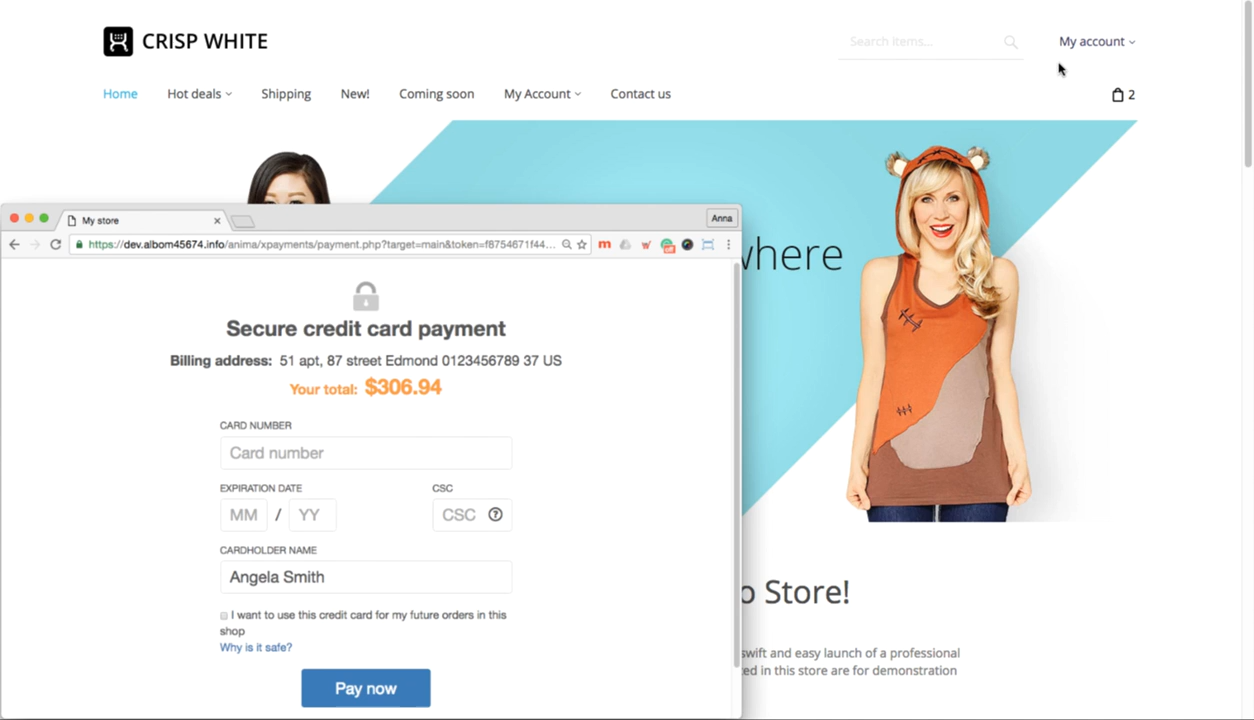 CRISP WHITE
Search items...
My account
Home
Hot deals
Shipping
New!
Coming soon
My Account
Contact us
2
where
My store
Anna
https://dev.albom45674.info/anima/xpayments/payment.php?target=main&token=f8754671f44...
Secure credit card payment
Billing address: 51 apt, 87 street Edmond 0123456789 37 US
Your total: $306.94
CARD NUMBER
Card number
EXPIRATION DATE
CSC
MM / YY
CSC
CARDHOLDER NAME
Angela Smith
I want to use this credit card for my future orders in this
shop
Why is it safe?
Pay now
o Store!
swift and easy launch of a professional
ed in this store are for demonstration